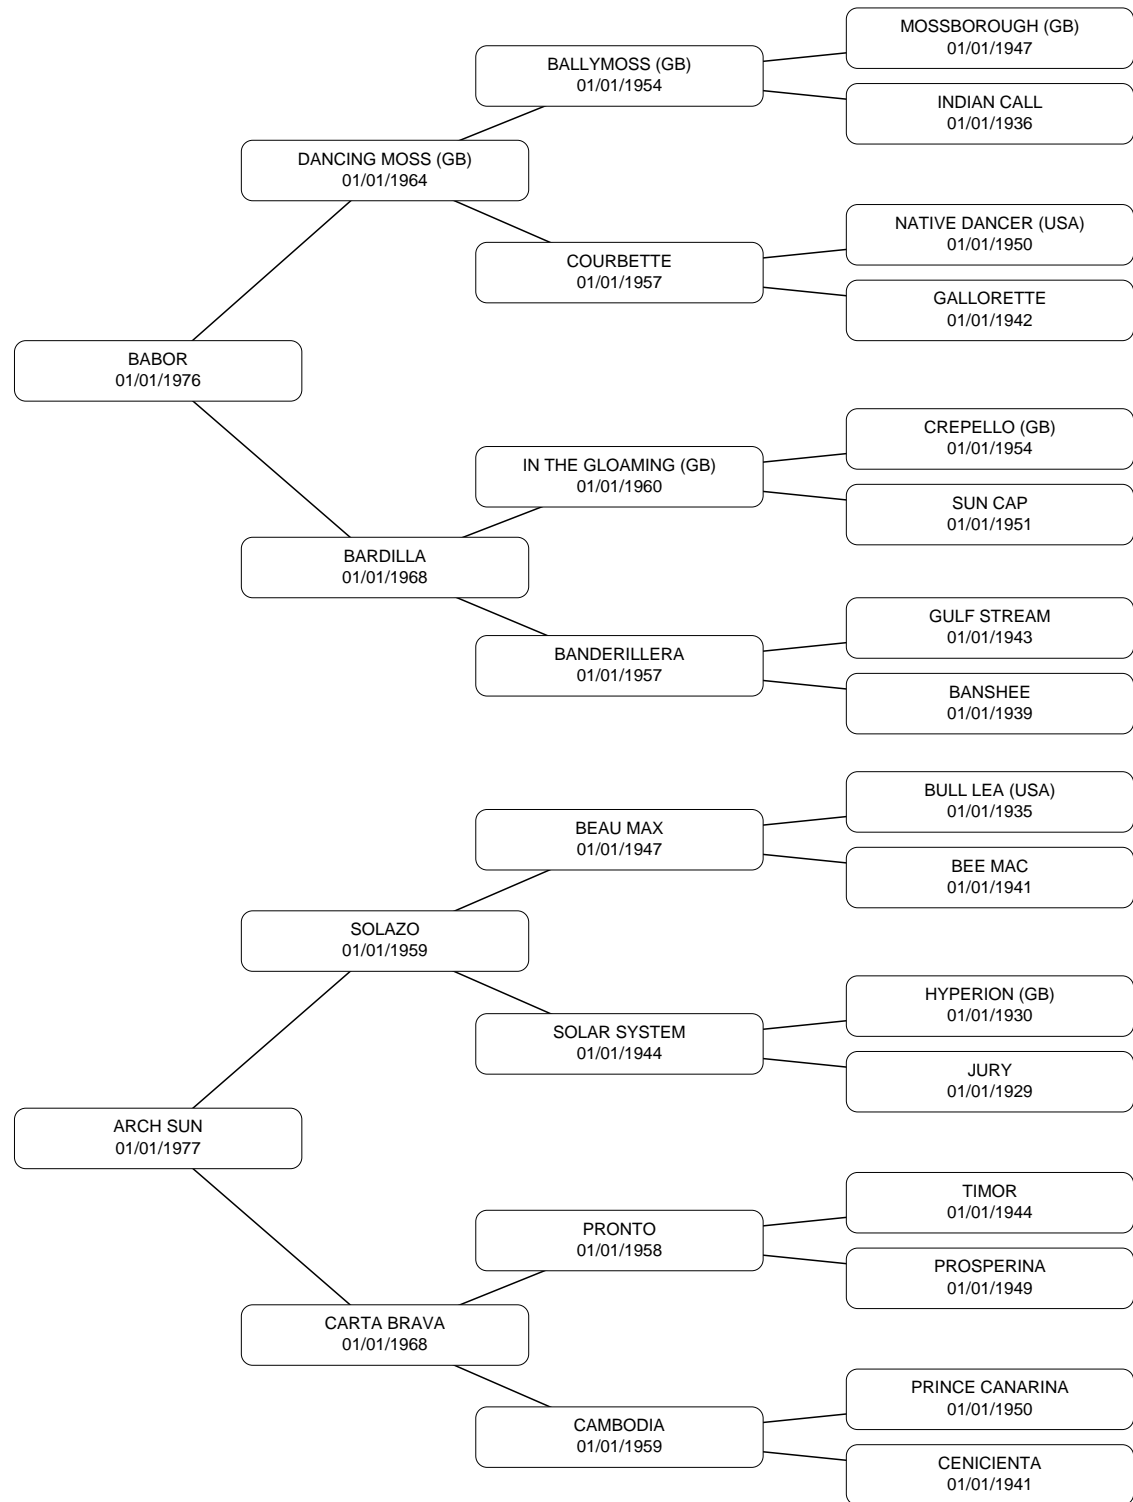 MOSSBOROUGH (GB)
01/01/1947
BALLYMOSS (GB)
01/01/1954
INDIAN CALL
01/01/1936
DANCING MOSS (GB)
01/01/1964
NATIVE DANCER (USA)
01/01/1950
COURBETTE
01/01/1957
GALLORETTE
01/01/1942
BABOR
01/01/1976
CREPELLO (GB)
01/01/1954
IN THE GLOAMING (GB)
01/01/1960
SUN CAP
01/01/1951
BARDILLA
01/01/1968
GULF STREAM
01/01/1943
BANDERILLERA
01/01/1957
BANSHEE
01/01/1939
BULL LEA (USA)
01/01/1935
BEAU MAX
01/01/1947
BEE MAC
01/01/1941
SOLAZO
01/01/1959
HYPERION (GB)
01/01/1930
SOLAR SYSTEM
01/01/1944
JURY
01/01/1929
ARCH SUN
01/01/1977
TIMOR
01/01/1944
PRONTO
01/01/1958
PROSPERINA
01/01/1949
CARTA BRAVA
01/01/1968
PRINCE CANARINA
01/01/1950
CAMBODIA
01/01/1959
CENICIENTA
01/01/1941